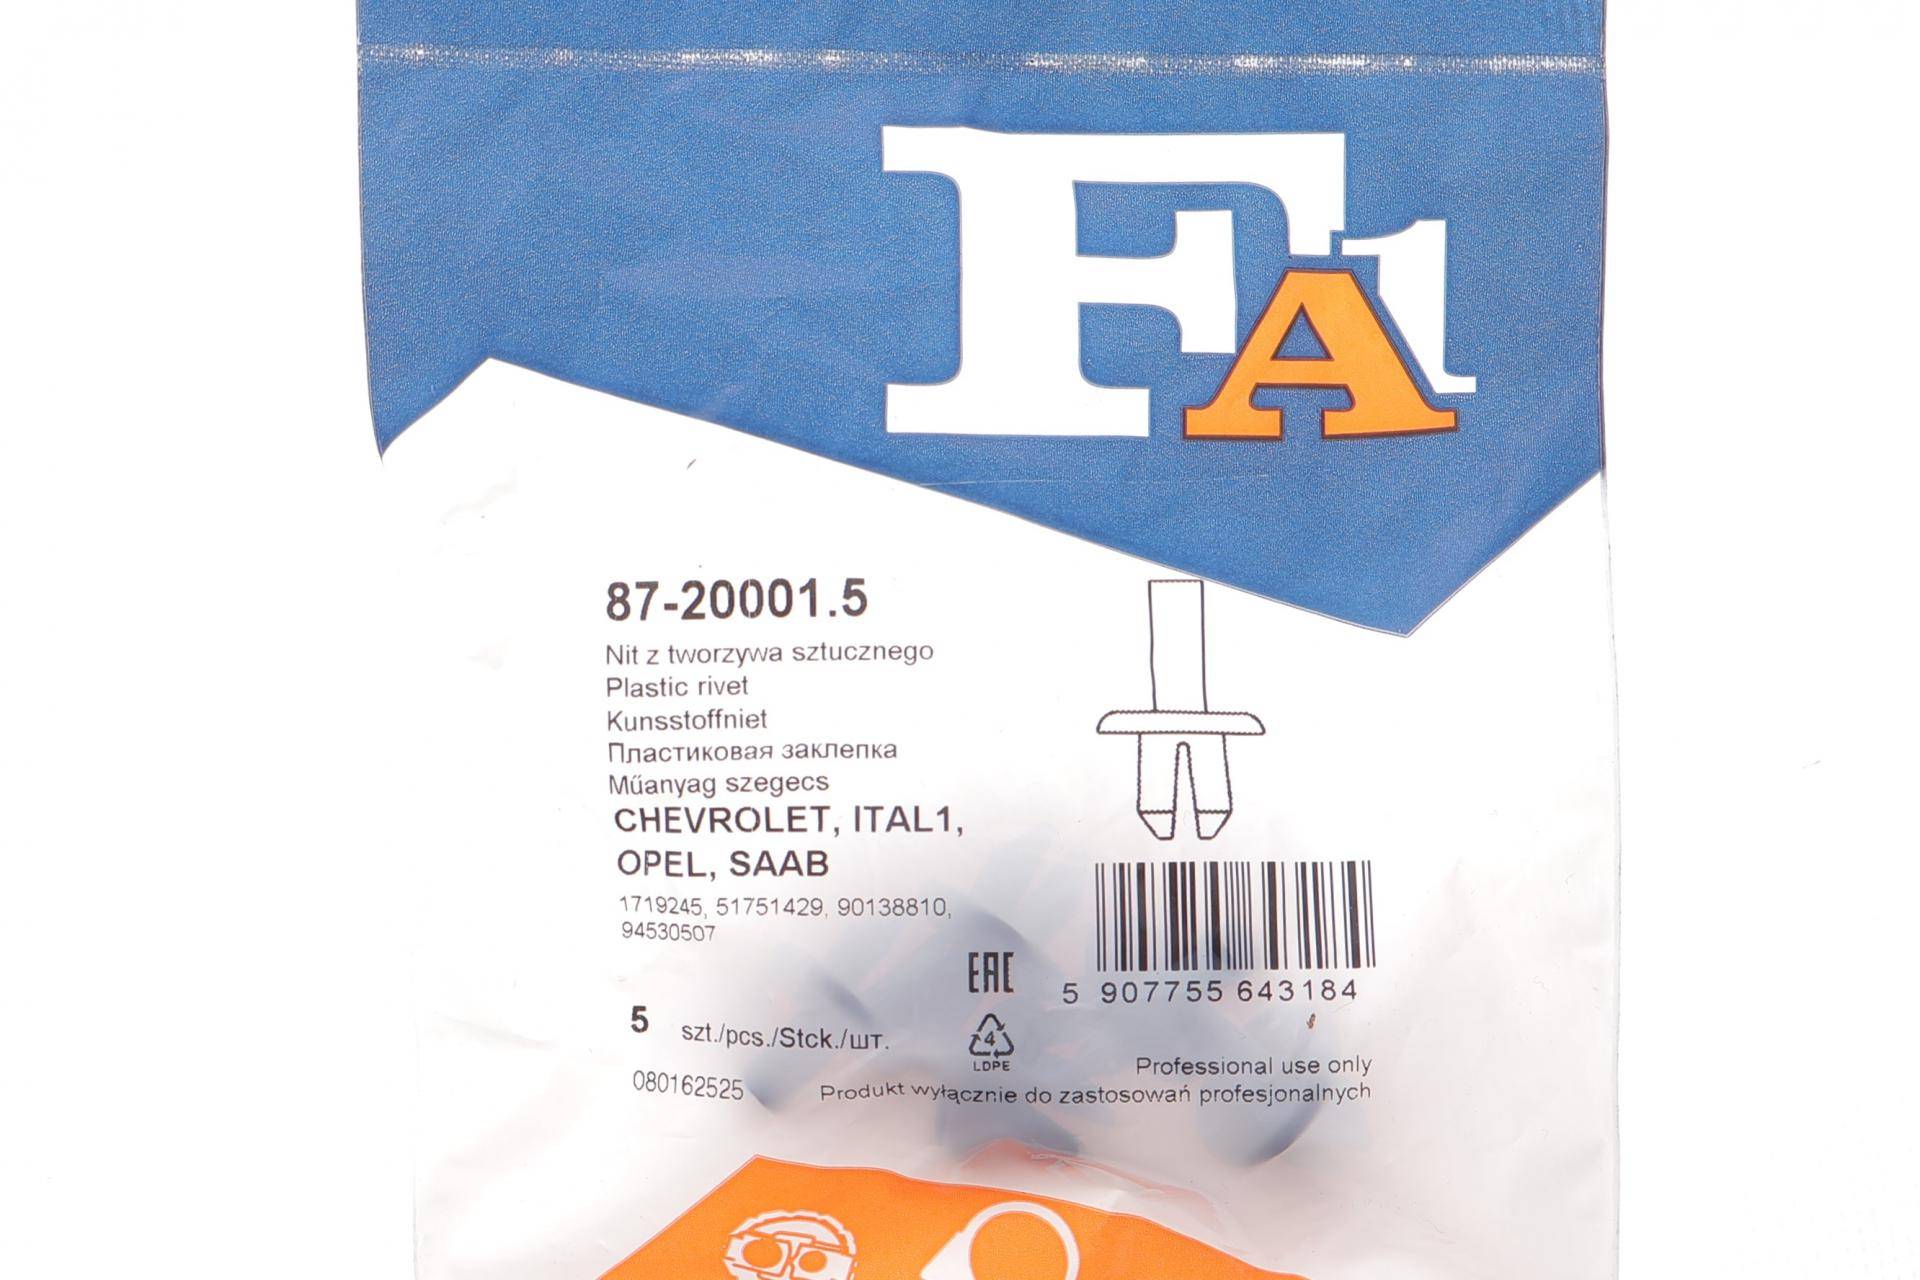 FA1
87-20001.5
Nit z tworzywa sztucznego
Plastic rivet
Kunsstoffniet
Пластиковая заклепка
Műanyag szegecs
CHEVROLET, ITAL1,
OPEL, SAAB
1719245, 51751429, 90138810,
94530507
EAC
5 907755 643184
5 szt./pcs./Stck./шт.
4
LDPE
080162525
Professional use only
Produkt wyłącznie do zastosowań profesjonalnych